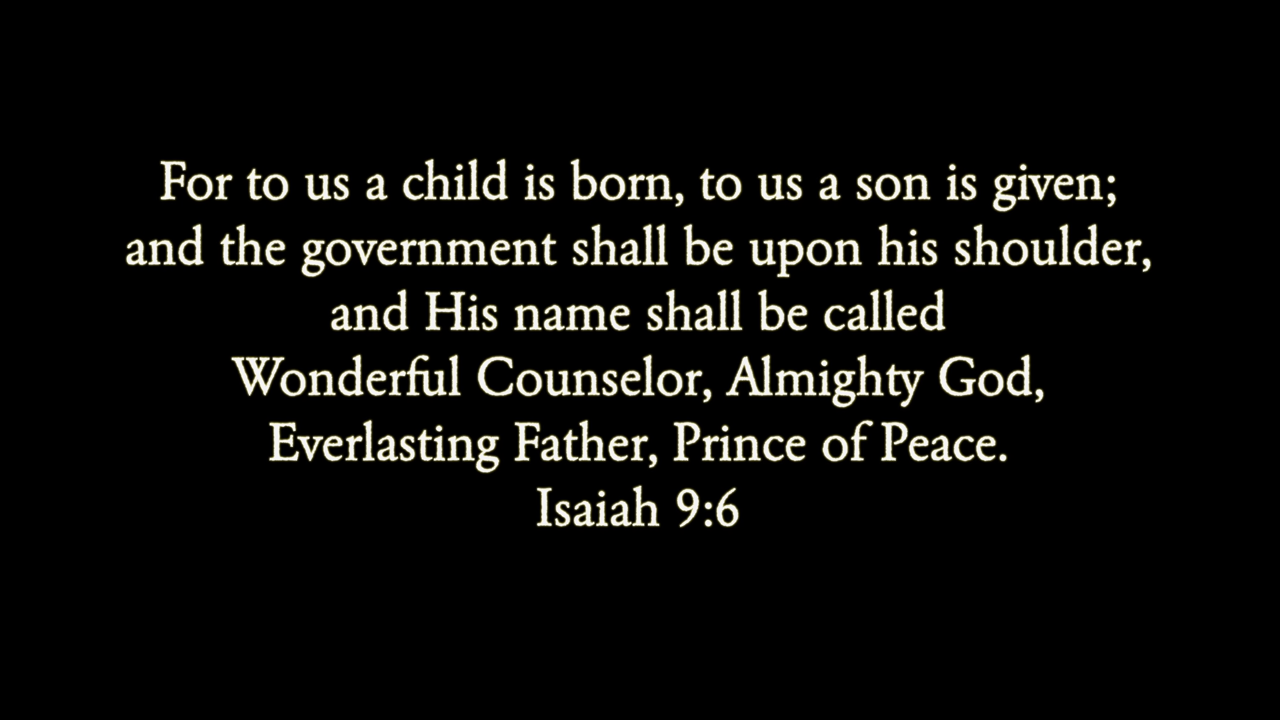 For to us a child is born, to us a son is given;
and the government shall be upon his shoulder,
and His name shall be called
Wonderful Counselor, Almighty God,
Everlasting Father, Prince of Peace.
Isaiah 9:6